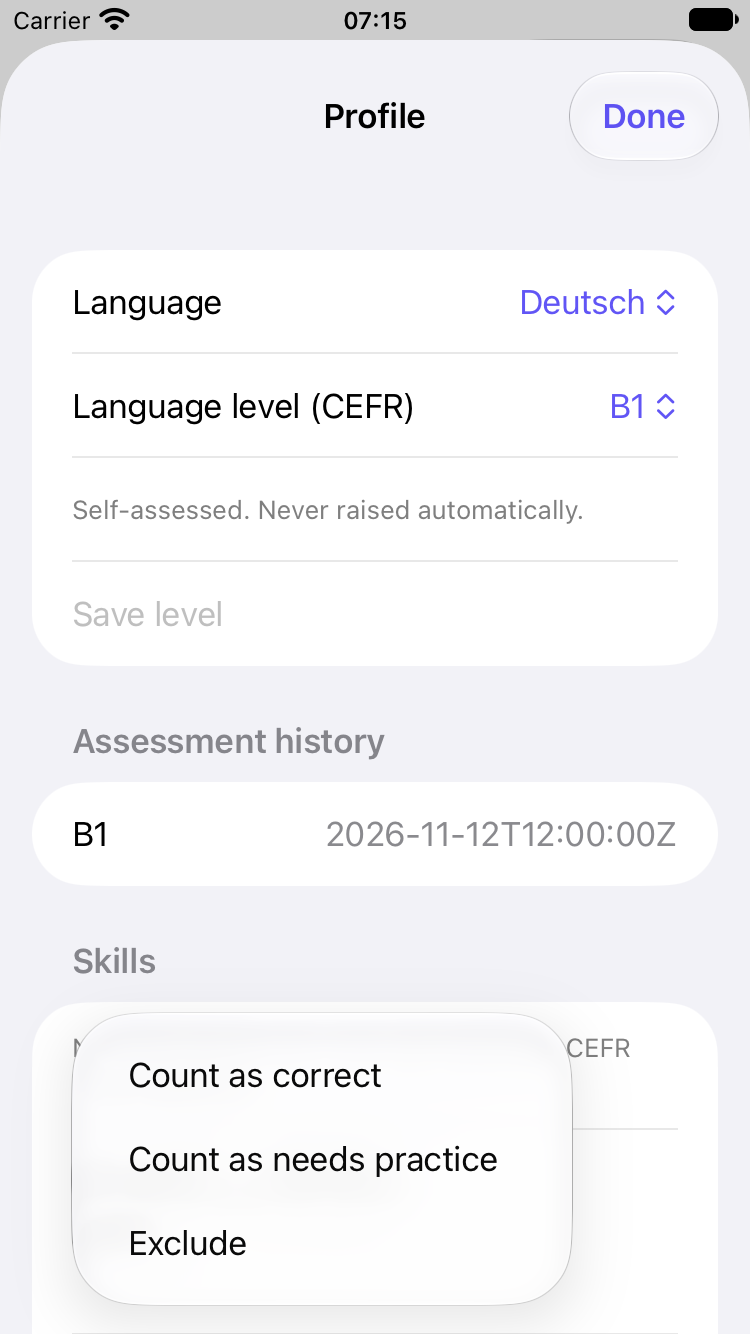 Carrier 07:15
Profile
Done
Language Deutsch
Language level (CEFR) B1
Self-assessed. Never raised automatically.
Save level
Assessment history
B1 2026-11-12T12:00:00Z
Skills
CEFR
Count as correct
Count as needs practice
Exclude